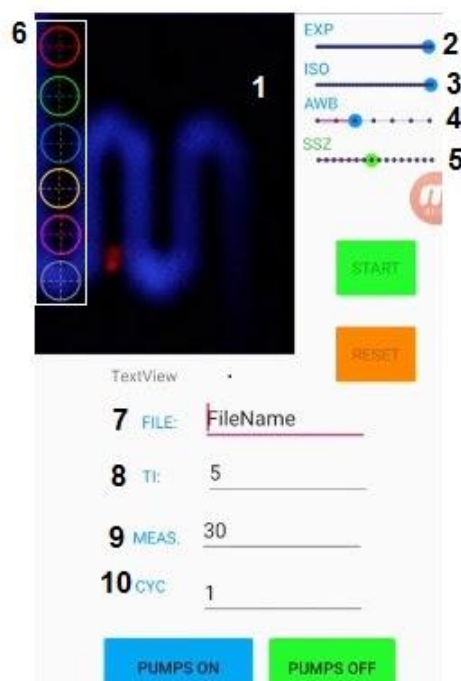 6
1
EXP
2
ISO
3
AWB
4
SSZ
5
START
RESET
TextView
7 FILE: FileName
8 TI: 5
9 MEAS. 30
10 CYC 1
PUMPS ON
PUMPS OFF